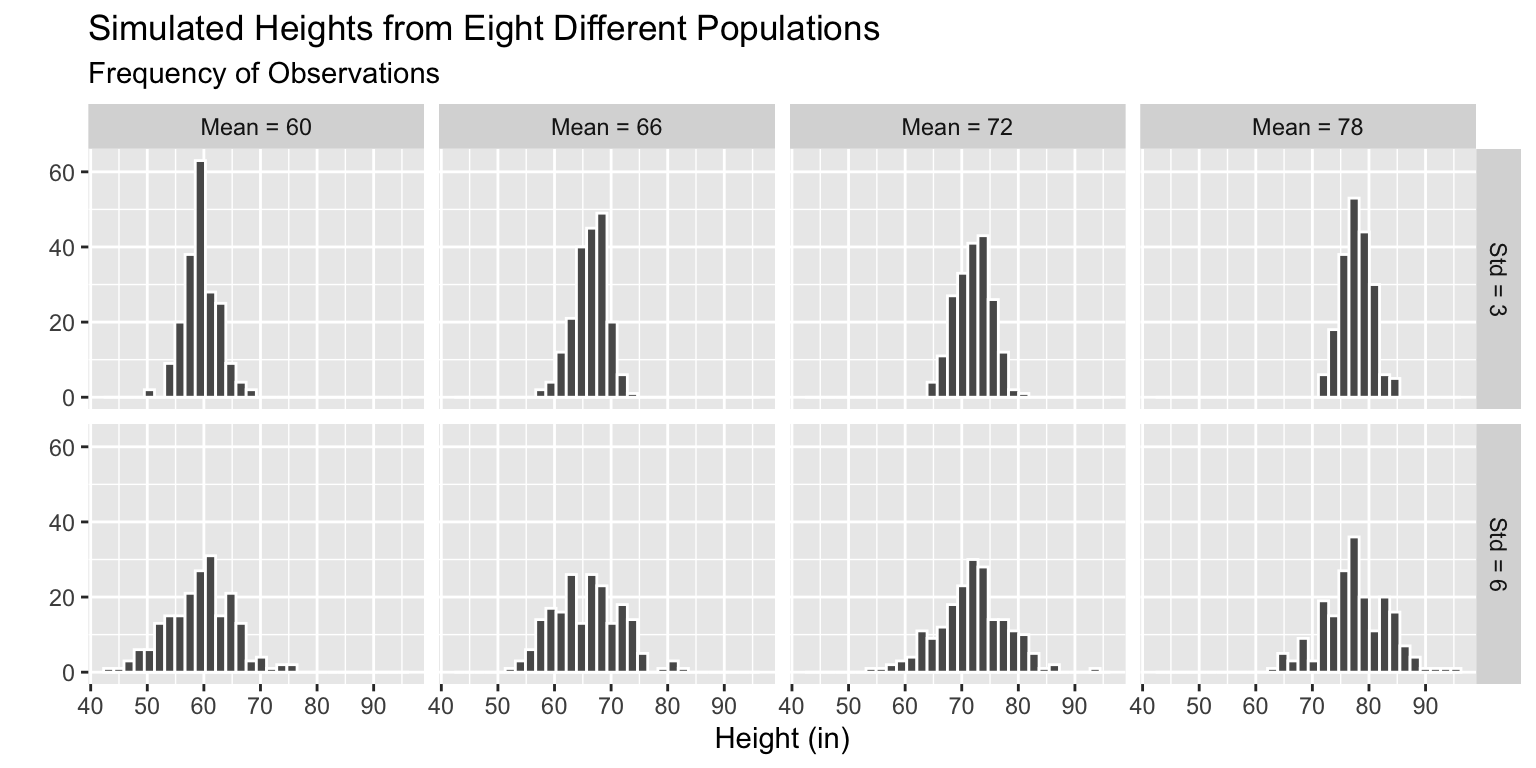 Simulated Heights from Eight Different Populations
Frequency of Observations
Mean = 60
Mean = 66
Mean = 72
Mean = 78
60
40
20
0
Std = 3
60
40
20
0
Std = 6
40 50 60 70 80 90
40 50 60 70 80 90
40 50 60 70 80 90
40 50 60 70 80 90
Height (in)